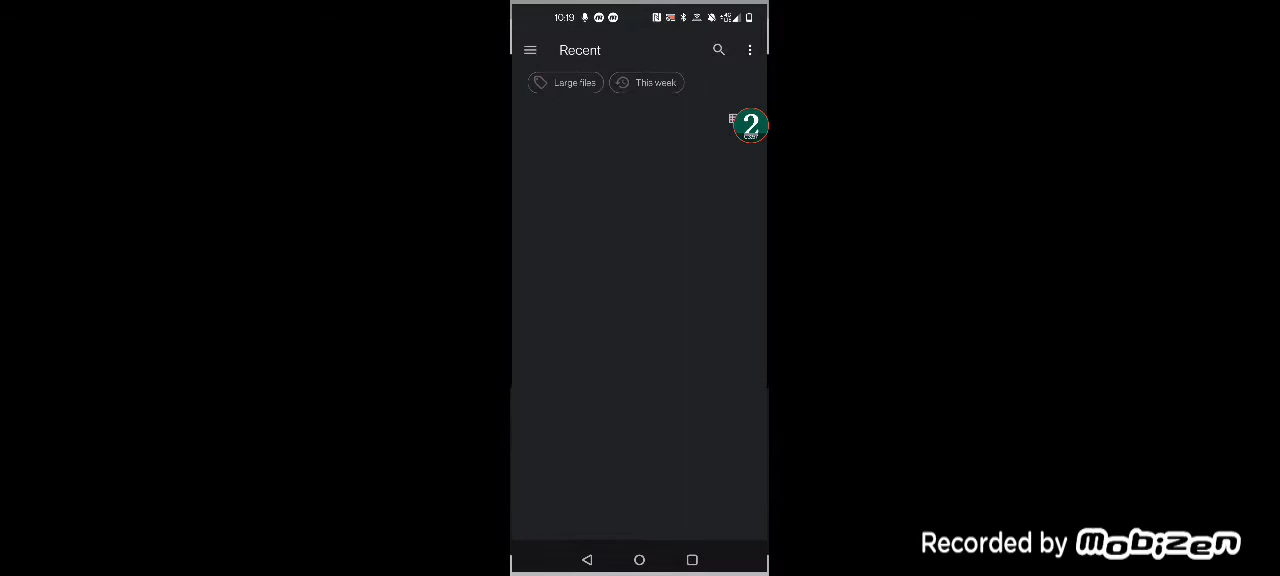 10:19
Recent
Large files
This week
2
Recorded by mobizen